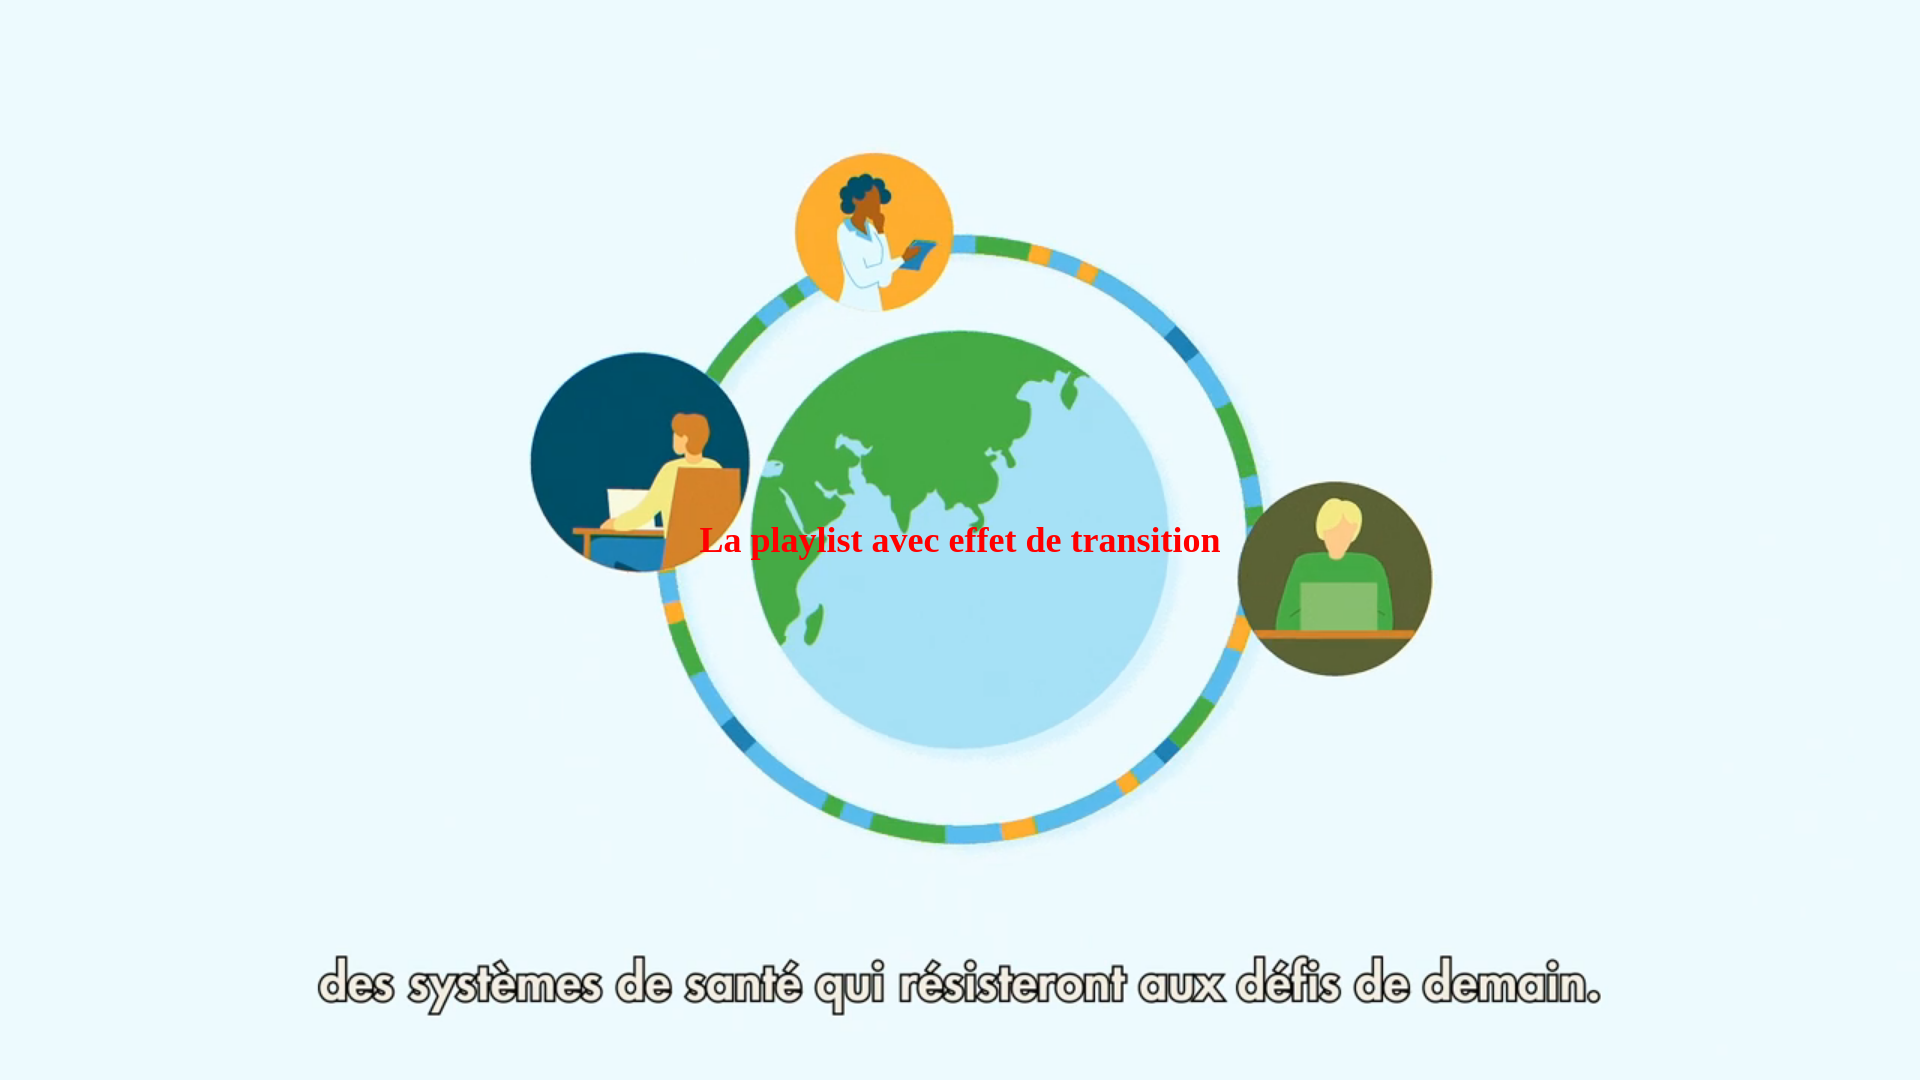 La playlist avec effet de transition
des systèmes de santé qui résisteront aux défis de demain.